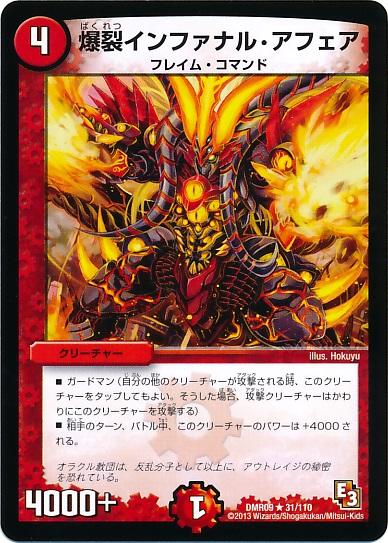 4
ばくれつ
爆裂インファナル・アフェア
フレイム・コマンド
illus. Hokuyu
クリーチャー
■ ガードマン(自分の他のクリーチャーが攻撃される時、このクリ
ーチャーをタップしてもよい。そうした場合、攻撃クリーチャーはかわ
りにこのクリーチャーを攻撃する)
■ 相手のターン、バトル中、このクリーチャーのパワーは +4000 さ
れる。
オラクル教団は、反乱分子として以上に、アウトレイジの秘密
を恐れている。
4000+
1
DMR09 ★ 31/110
©2013 Wizards/Shogakukan/Mitsui-Kids
E3